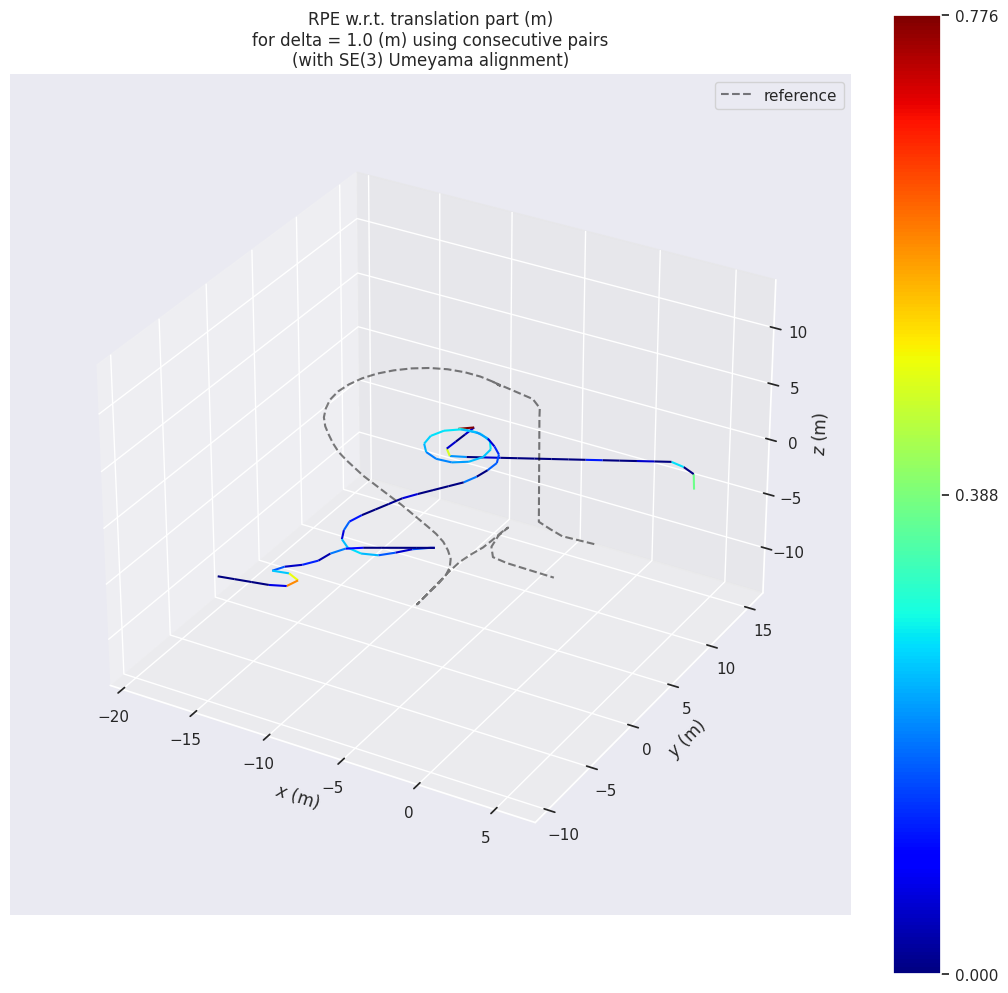 RPE w.r.t. translation part (m)
for delta = 1.0 (m) using consecutive pairs
(with SE(3) Umeyama alignment)
reference
0.776
0.388
0.000
10
5
0
−5
−10
z (m)
15
10
5
0
−5
−10
y (m)
−20
−15
−10
−5
0
5
x (m)